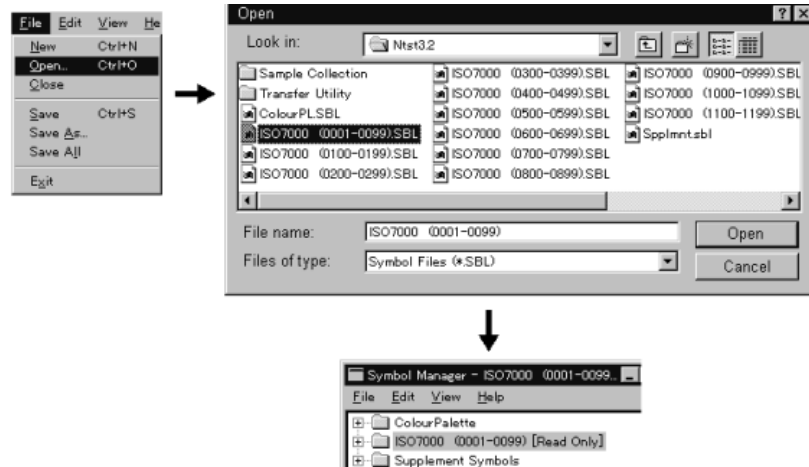 File Edit View He
New Ctrl+N
Open... Ctrl+O
Close
Save Ctrl+S
Save As...
Save All
Exit
Open
Look in: Ntst3.2
Sample Collection
Transfer Utility
ColourPL.SBL
ISO7000 (0001-0099).SBL
ISO7000 (0100-0199).SBL
ISO7000 (0200-0299).SBL
ISO7000 (0300-0399).SBL
ISO7000 (0400-0499).SBL
ISO7000 (0500-0599).SBL
ISO7000 (0600-0699).SBL
ISO7000 (0700-0799).SBL
ISO7000 (0800-0899).SBL
ISO7000 (0900-0999).SBL
ISO7000 (1000-1099).SBL
ISO7000 (1100-1199).SBL
Spplmnt.sbl
File name: ISO7000 (0001-0099)
Open
Files of type: Symbol Files (*.SBL)
Cancel
Symbol Manager - ISO7000 (0001-0099..
File Edit View Help
ColourPalette
ISO7000 (0001-0099) [Read Only]
Supplement Symbols